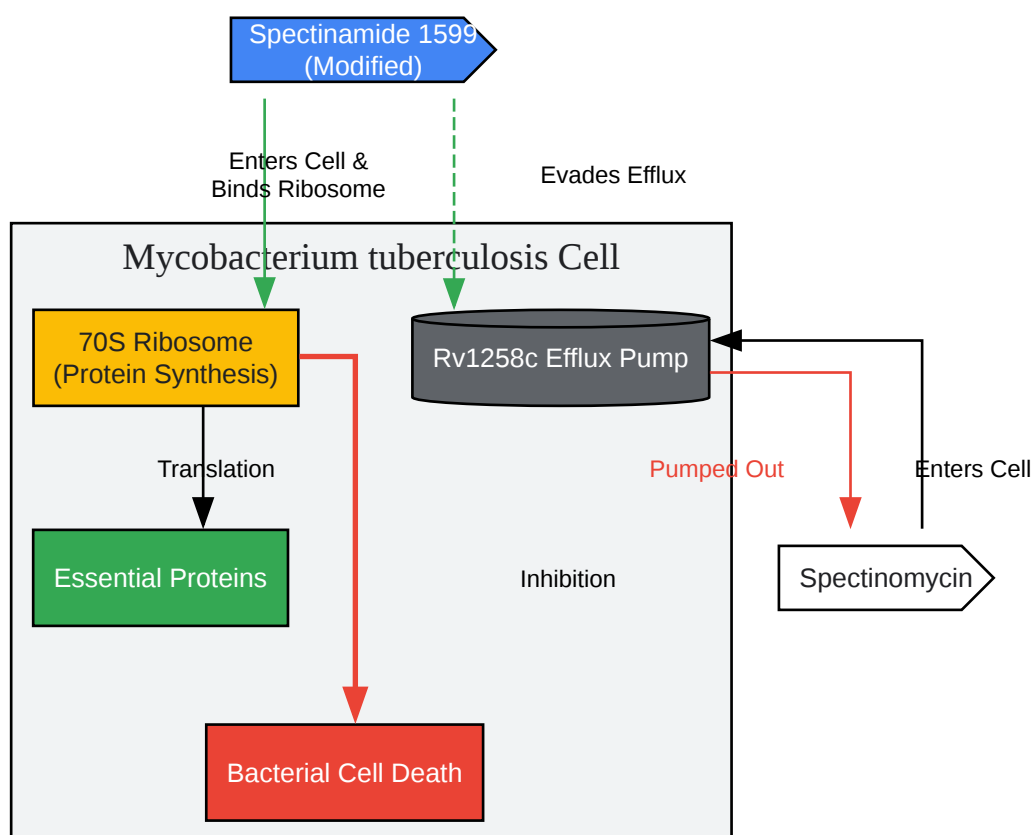 Spectinamide 1599
(Modified)
Enters Cell &
Binds Ribosome
Evades Efflux
Mycobacterium tuberculosis Cell
70S Ribosome
(Protein Synthesis)
Rv1258c Efflux Pump
Translation
Pumped Out
Enters Cell
Essential Proteins
Inhibition
Spectinomycin
Bacterial Cell Death